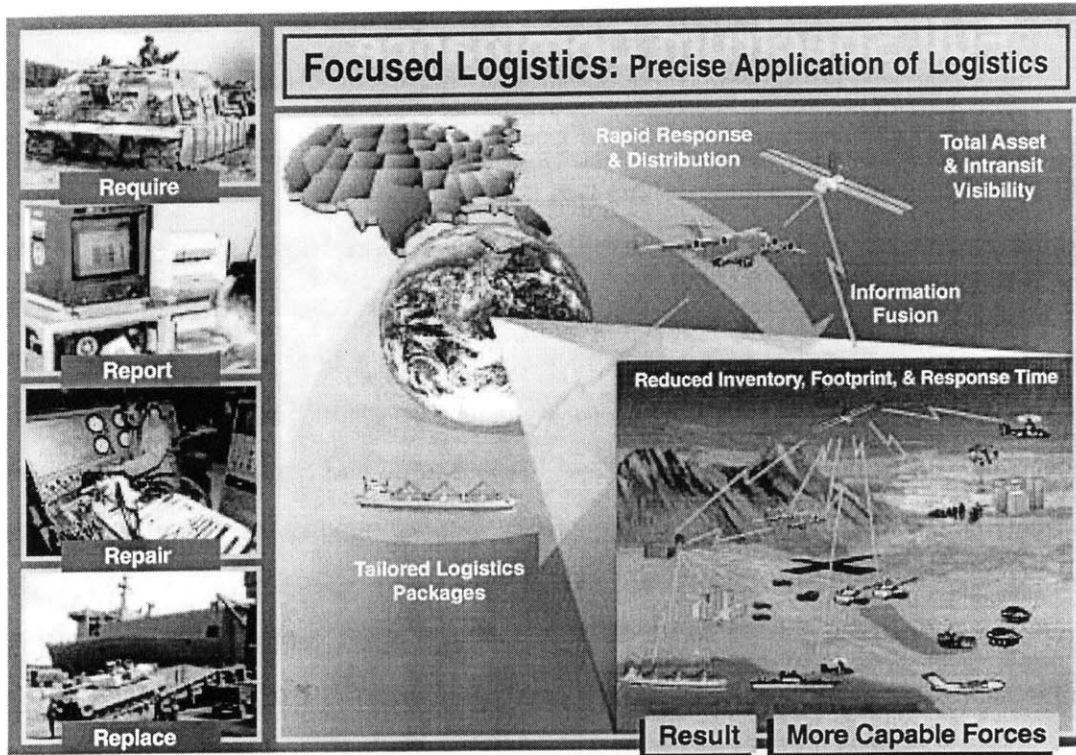 Focused Logistics: Precise Application of Logistics
Require
Report
Repair
Replace
Rapid Response
& Distribution
Total Asset
& Intransit
Visibility
Information
Fusion
Tailored Logistics
Packages
Reduced Inventory, Footprint, & Response Time
Result
More Capable Forces